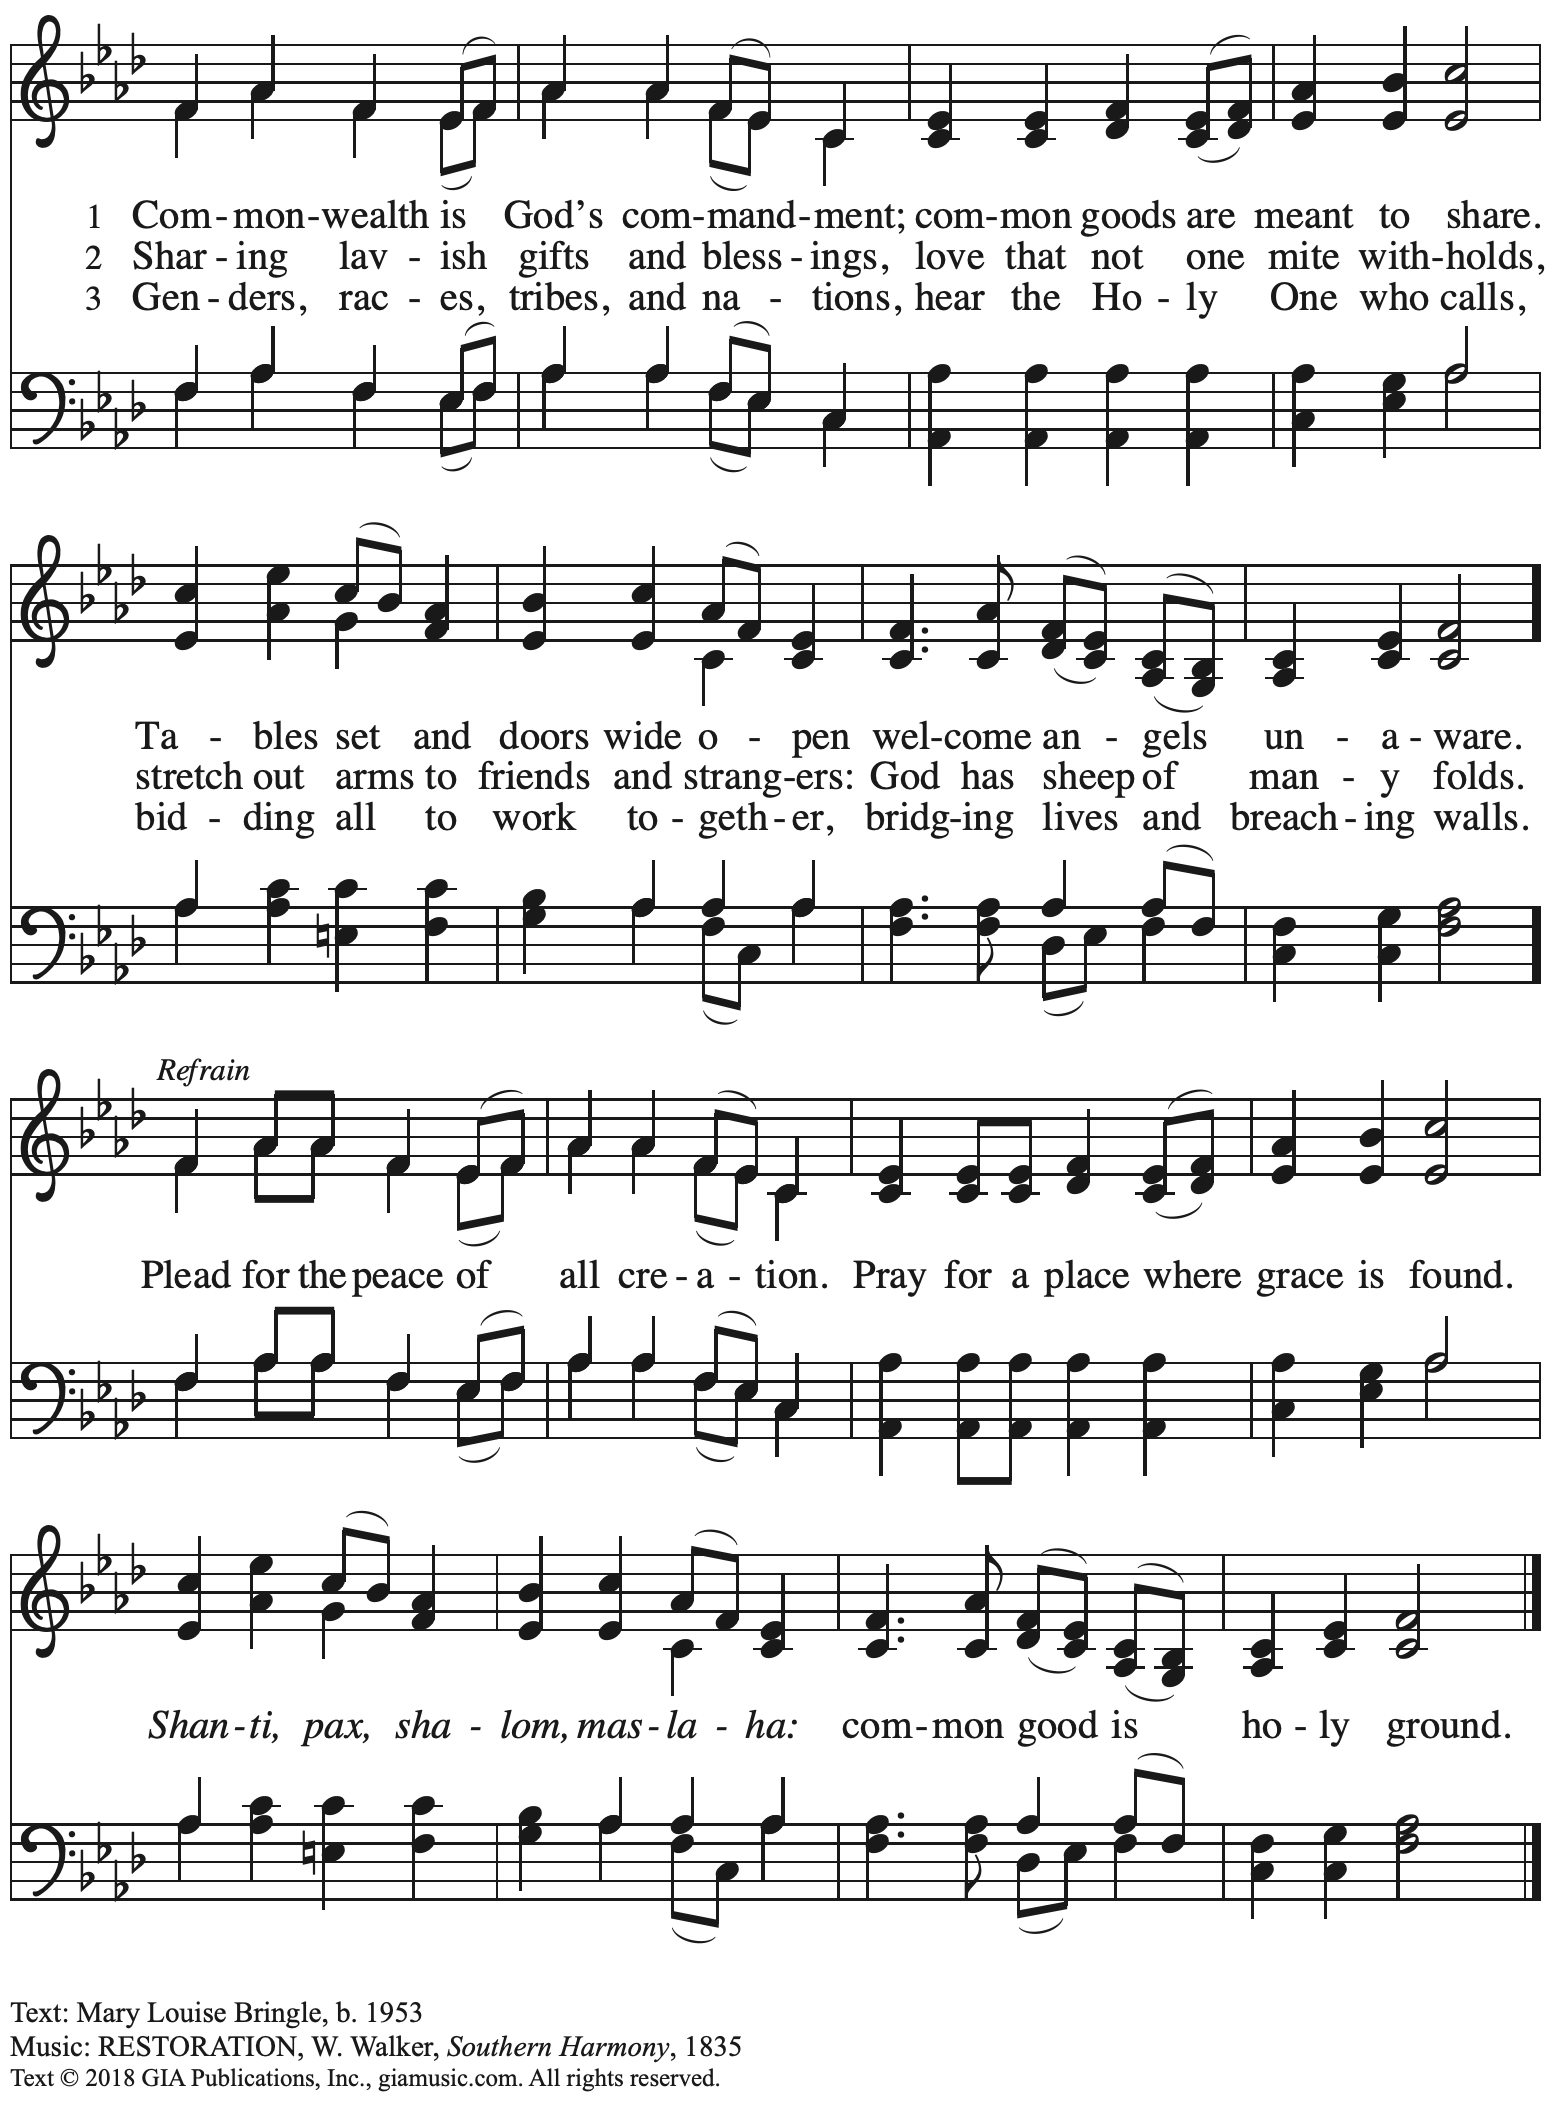 1 Com-mon-wealth is God's com-mand-ment; com-mon goods are meant to share.
2 Shar-ing lav-ish gifts and bless-ings, love that not one mite with-holds,
3 Gen-ders, rac-es, tribes, and na-tions, hear the Ho-ly One who calls,
Ta-bles set and doors wide o-pen wel-come an-gels un-a-ware.
stretch out arms to friends and strang-ers: God has sheep of man-y folds.
bid-ding all to work to-geth-er, bridg-ing lives and breach-ing walls.
Refrain
Plead for the peace of all cre-a-tion. Pray for a place where grace is found.
Shan-ti, pax, sha-lom, mas-la-ha: com-mon good is ho-ly ground.
Text: Mary Louise Bringle, b. 1953
Music: RESTORATION, W. Walker, Southern Harmony, 1835
Text © 2018 GIA Publications, Inc., giamusic.com. All rights reserved.